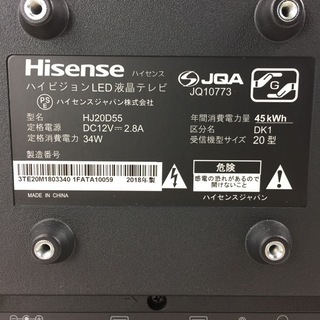 Hisense ハイセンス
ハイビジョンLED液晶テレビ
PS
E
ハイセンスジャパン株式会社
JQA
JQ10773
G
型名 HJ20D55
定格電源 DC12V 2.8A
定格消費電力 34W
製造番号
3TE20M1803340 1FATA10059 2018年製
MADE IN CHINA
年間消費電力量 45kWh
区分名 DK1
受信機型サイズ 20型
危険
感電の恐れがあるので
開けないこと
ハイセンスジャパン